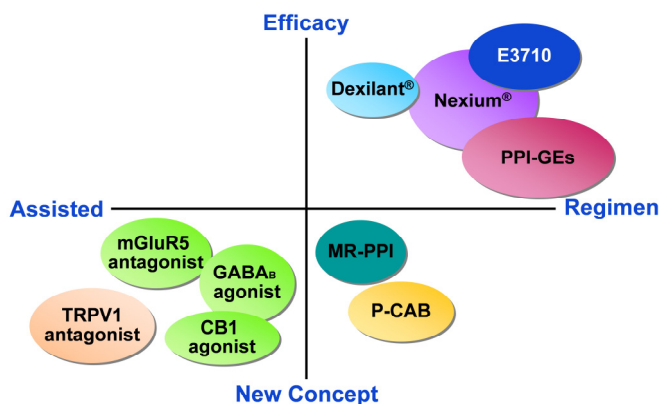 Efficacy
E3710
Dexilant®
Nexium®
PPI-GEs
Assisted
Regimen
mGluR5
antagonist
GABAB
agonist
MR-PPI
TRPV1
antagonist
CB1
agonist
P-CAB
New Concept